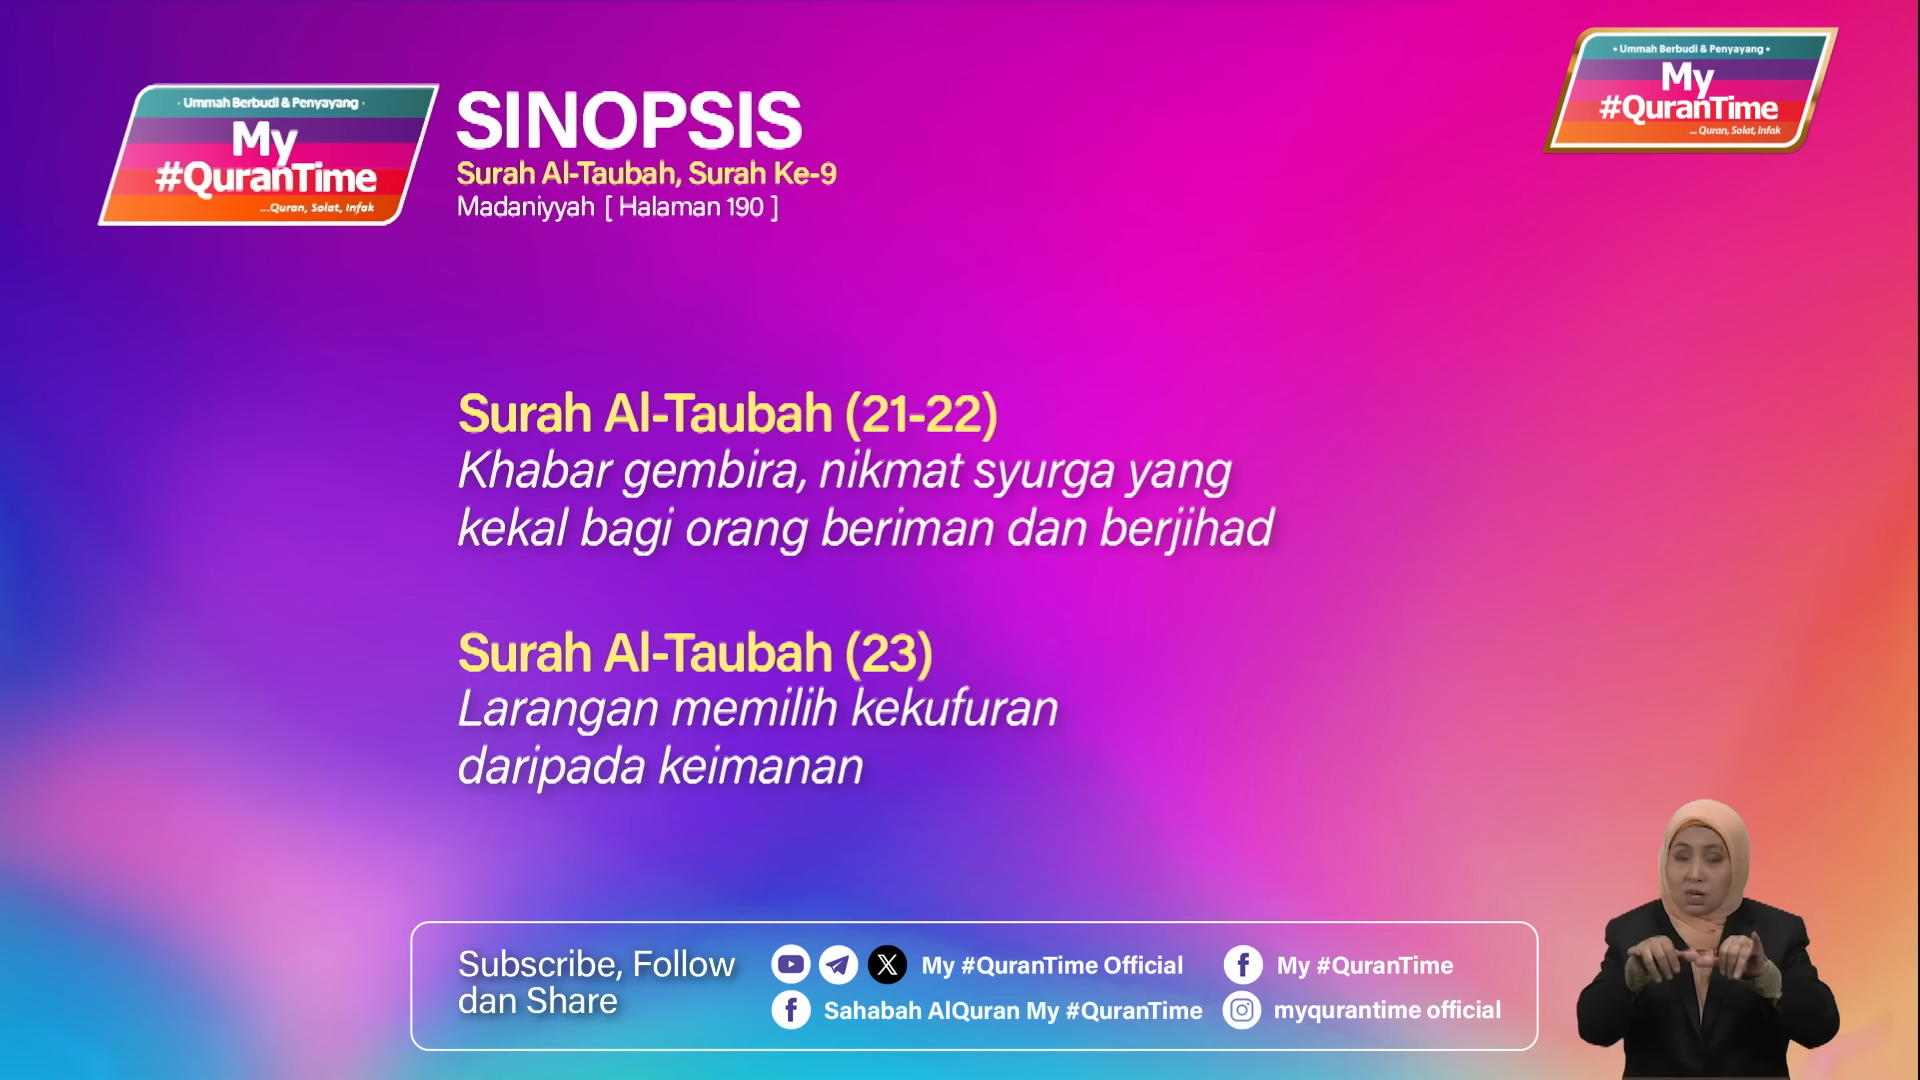 · Ummah Berbudi & Penyayang ·
My
#QuranTime
...Quran, Solat, Infak
SINOPSIS
Surah Al-Taubah, Surah Ke-9
Madaniyyah [ Halaman 190 ]
• Ummah Berbudi & Penyayang •
My
#QuranTime
... Quran, Solat, Infak
Surah Al-Taubah (21-22)
Khabar gembira, nikmat syurga yang
kekal bagi orang beriman dan berjihad
Surah Al-Taubah (23)
Larangan memilih kekufuran
daripada keimanan
Subscribe, Follow
dan Share
My #QuranTime Official
My #QuranTime
Sahabah AlQuran My #QuranTime
myqurantime official